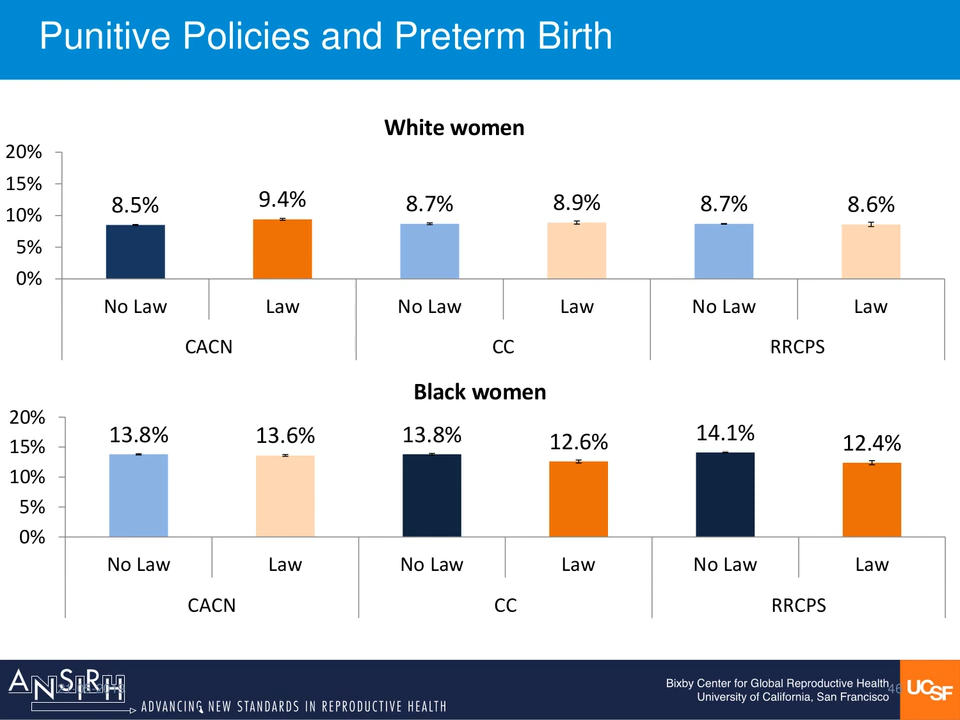 Punitive Policies and Preterm Birth
White women
20%
15%
10%
5%
0%
8.5%
9.4%
8.7%
8.9%
8.7%
8.6%
No Law
Law
No Law
Law
No Law
Law
CACN
CC
RRCPS
Black women
20%
15%
10%
5%
0%
13.8%
13.6%
13.8%
12.6%
14.1%
12.4%
No Law
Law
No Law
Law
No Law
Law
CACN
CC
RRCPS
ANSIRH
ADVANCING NEW STANDARDS IN REPRODUCTIVE HEALTH
Bixby Center for Global Reproductive Health
University of California, San Francisco
46
UCSF